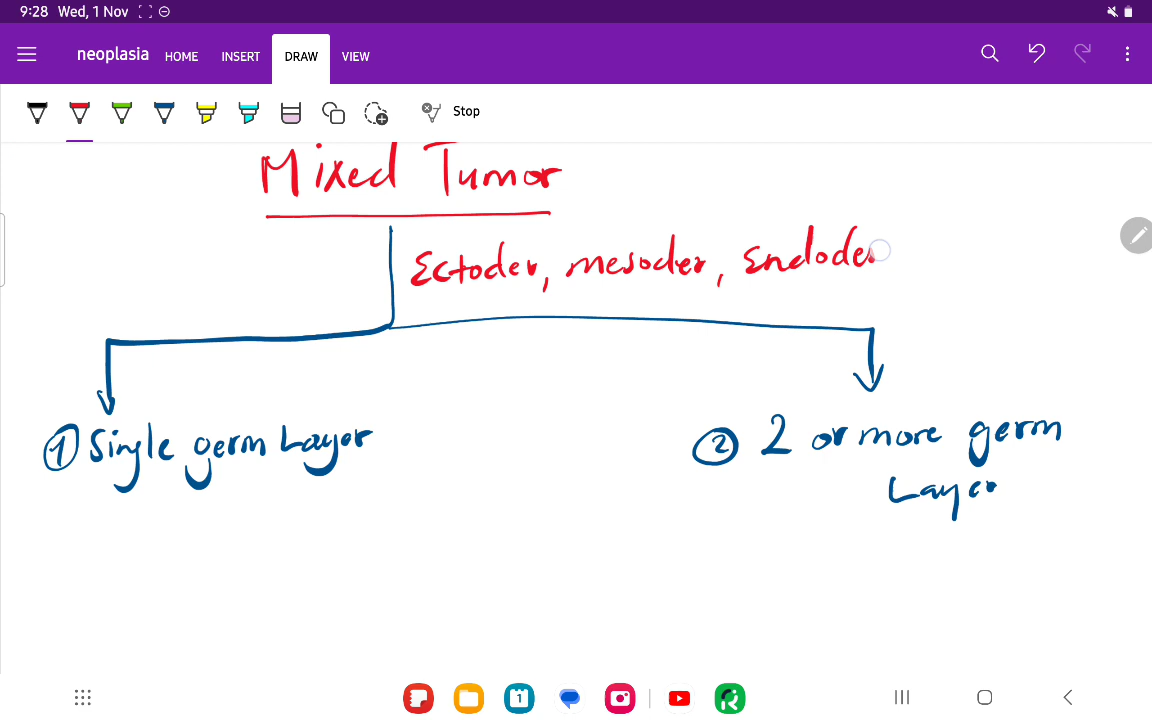 9:28 Wed, 1 Nov
neoplasia HOME INSERT DRAW VIEW
Stop
Mixed Tumor
Ectoder, mesoder, Endoder
① Single germ Layer
② 2 or more germ
Layer
1